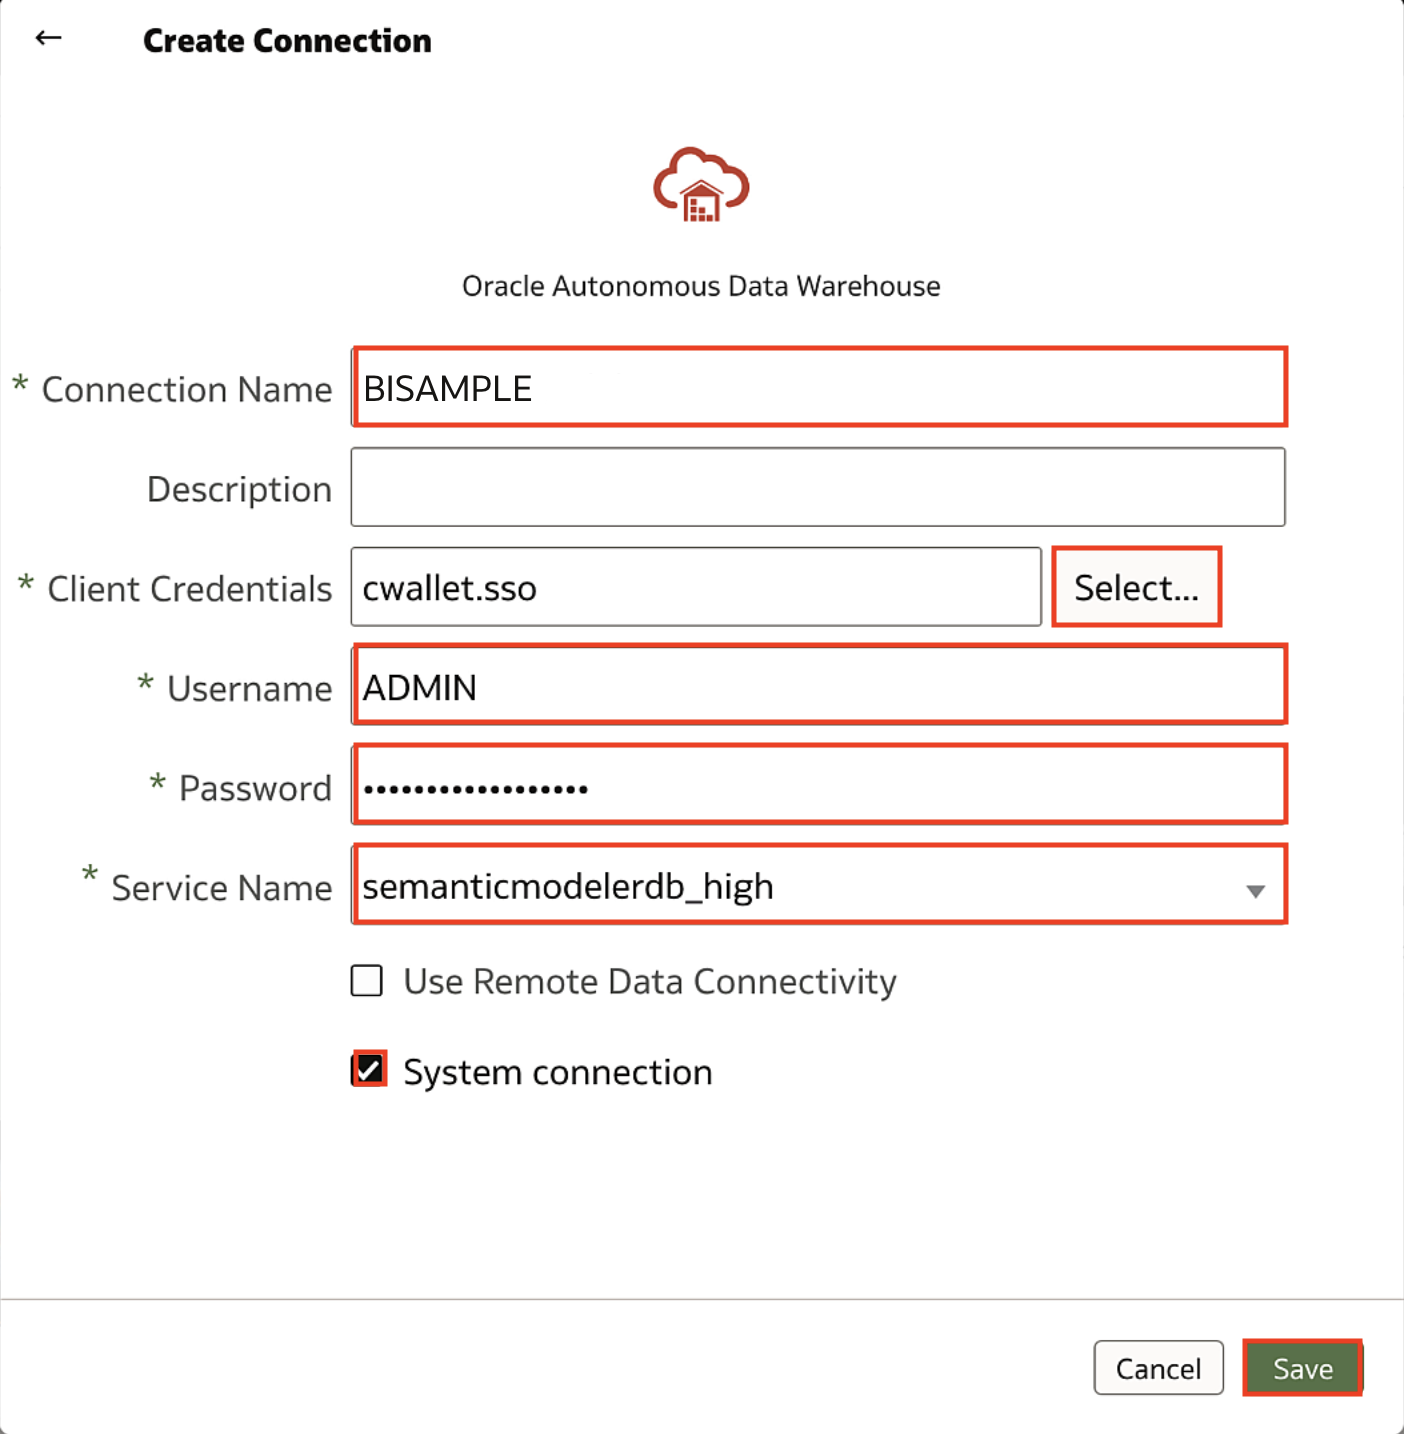 Create Connection
Oracle Autonomous Data Warehouse
* Connection Name BISAMPLE
Description
* Client Credentials cwallet.sso Select...
* Username ADMIN
* Password ••••••••••••••••••
* Service Name semanticmodelerdb_high
Use Remote Data Connectivity
System connection
Cancel Save